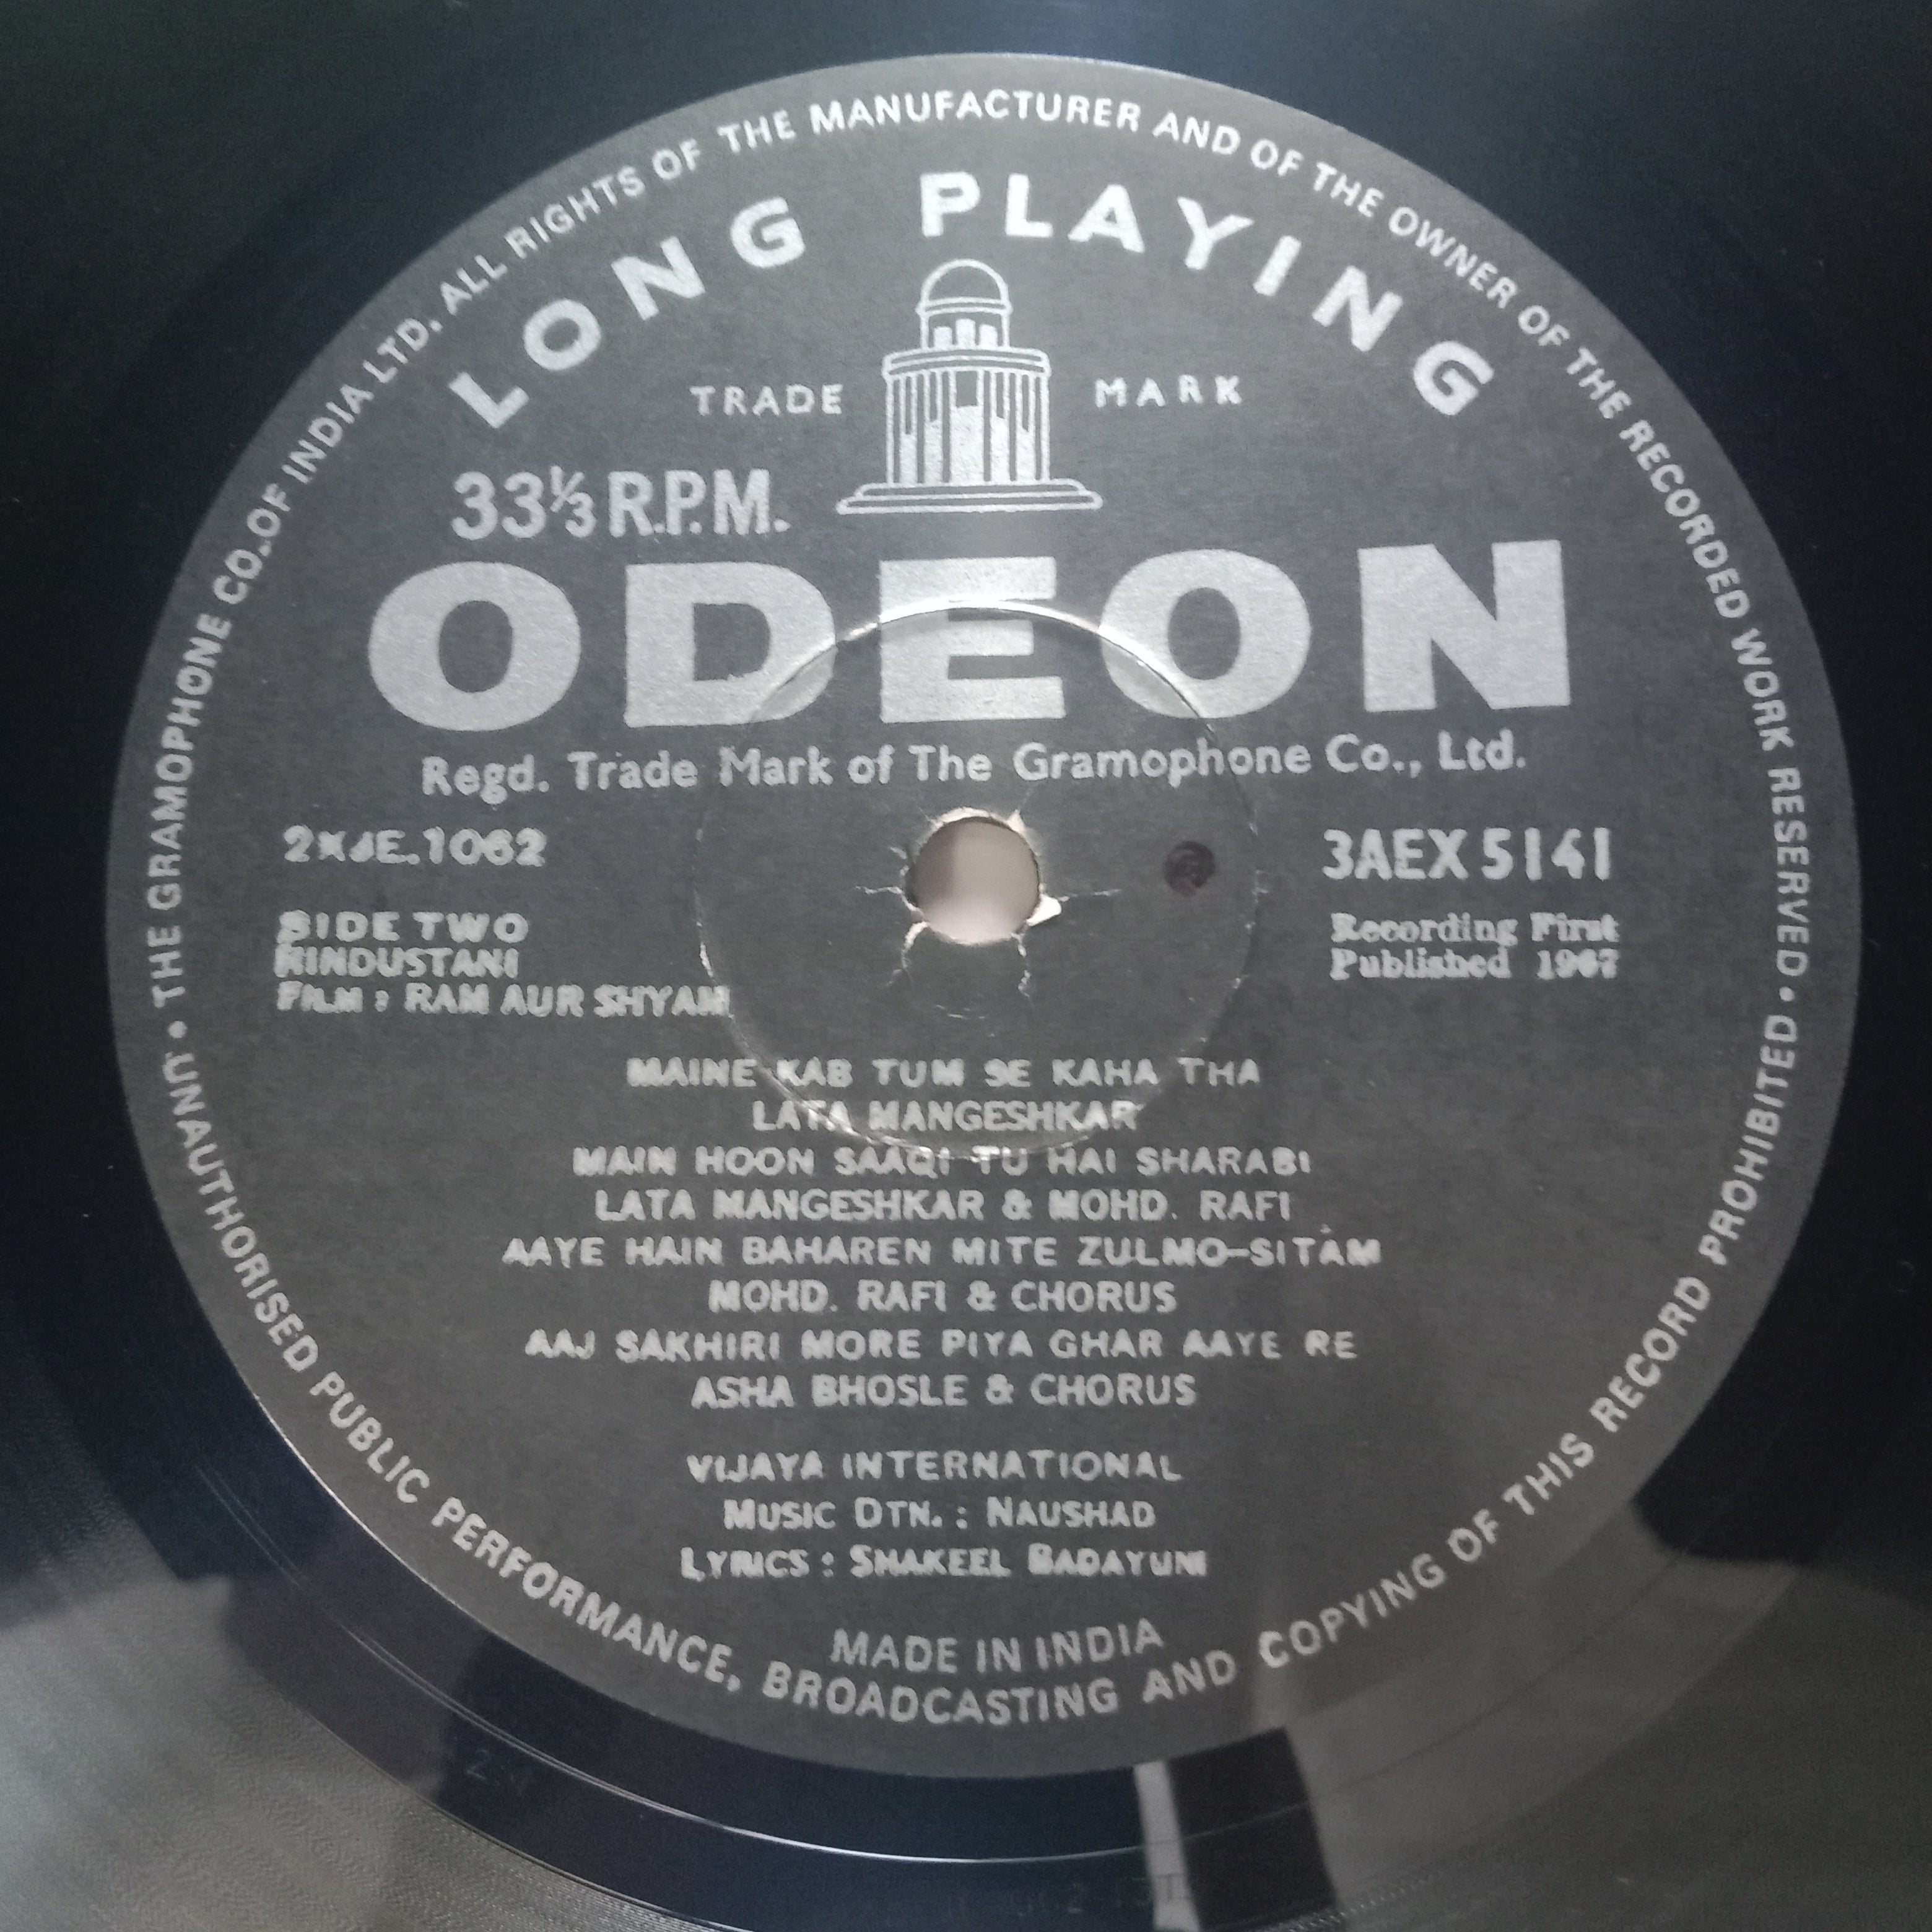 THE GRAMOPHONE CO. OF INDIA LTD. ALL RIGHTS OF THE MANUFACTURER AND OF THE OWNER OF THE RECORDED WORK RESERVED •
LONG PLAYING
TRADE MARK
33⅓ R.P.M.
ODEON
Regd. Trade Mark of The Gramophone Co., Ltd.
2XJE.1062
3AEX 5141
SIDE TWO
HINDUSTANI
FILM : RAM AUR SHYAM
Recording First
Published 1967
MAINE KAB TUM SE KAHA THA
LATA MANGESHKAR
MAIN HOON SAAQI TU HAI SHARABI
LATA MANGESHKAR & MOHD. RAFI
AAYE HAIN BAHAREN MITE ZULMO-SITAM
MOHD. RAFI & CHORUS
AAJ SAKHIRI MORE PIYA GHAR AAYE RE
ASHA BHOSLE & CHORUS
VIJAYA INTERNATIONAL
MUSIC DTN. : NAUSHAD
LYRICS : SHAKEEL BADAYUNI
MADE IN INDIA
• UNNAUTHORISED PUBLIC PERFORMANCE, BROADCASTING AND COPYING OF THIS RECORD PROHIBITED